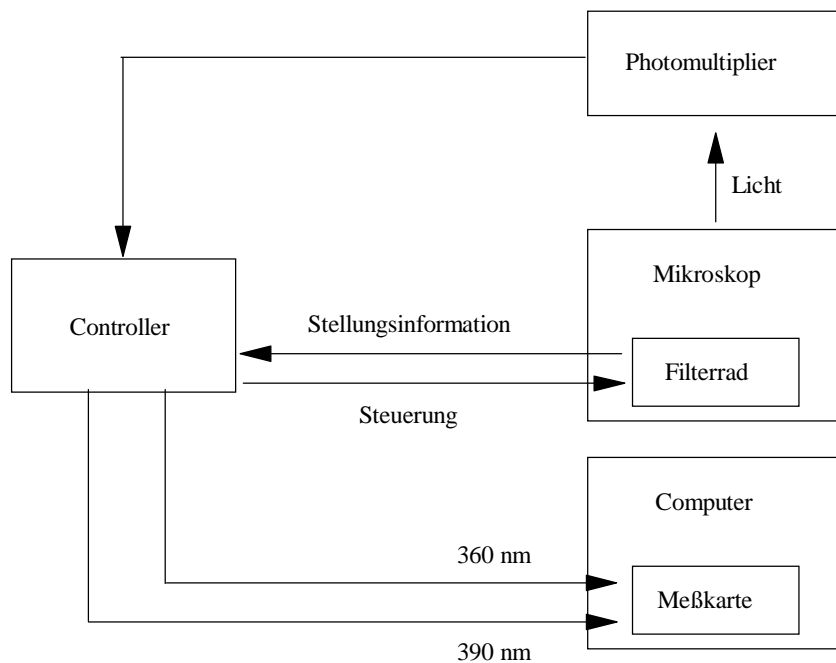 Photomultiplier
Licht
Mikroskop
Controller
Stellungsinformation
Filterrad
Steuerung
Computer
360 nm
Meßkarte
390 nm